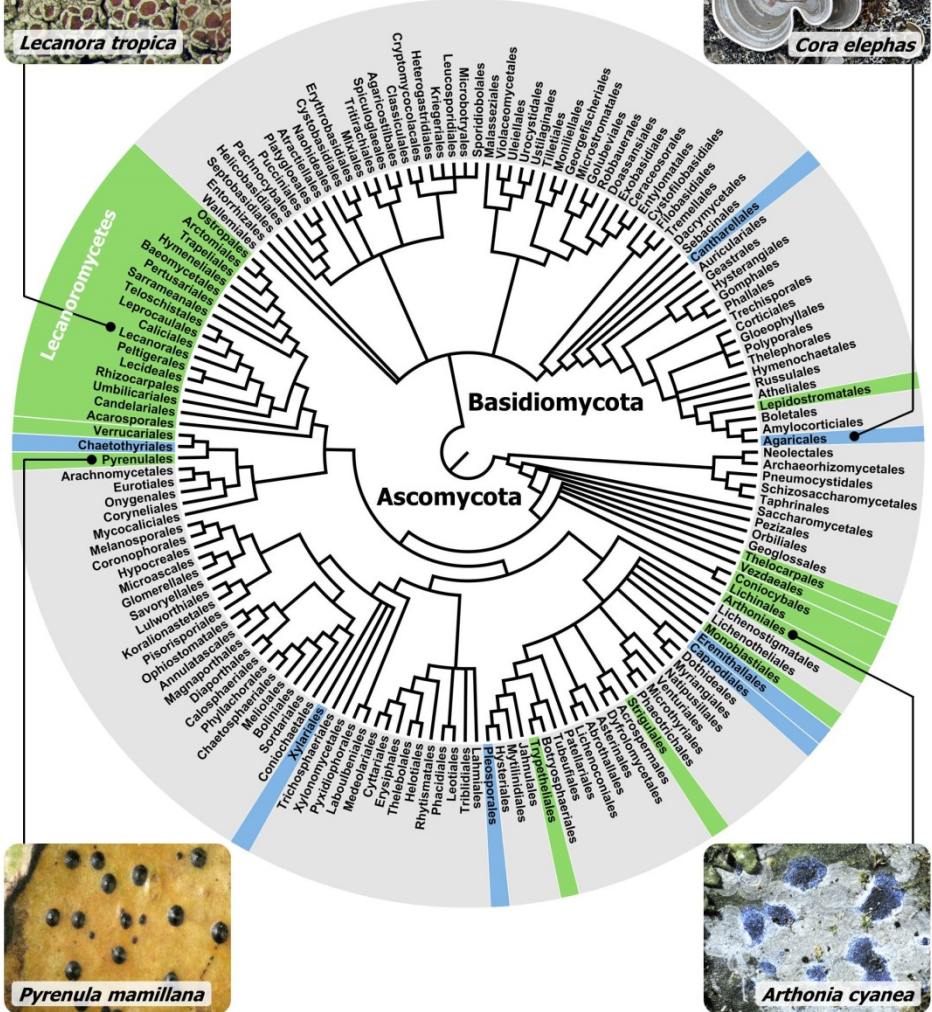 Lecanora tropica
Cora elephas
Lecanoromycetes
Basidiomycota
Ascomycota
Wallemiales
Entorrhizales
Septobasidiales
Helicobasidiales
Pachnocybales
Pucciniales
Platygloeales
Atractiellales
Naohideales
Cystobasidiales
Erythrobasidiales
Mixiales
Tritirachiales
Spiculogloeales
Agaricostilbales
Classiculales
Cryptomycocolacales
Heterogastridiales
Kriegeriales
Leucosporidiales
Microbotryales
Sporidiobolales
Malasseziales
Violaceomycetales
Uleiellales
Urocystidales
Ustilaginales
Tilletiales
Moniliellales
Georgefischeriales
Microstromatales
Golubeviales
Robbauerales
Doassansiales
Exobasidiales
Ceraceosorales
Entylomatales
Cystofilobasidiales
Filobasidiales
Tremellales
Dacrymycetales
Sebacinales
Cantharellales
Auriculariales
Geastrales
Hysterangiales
Gomphales
Phallales
Trechisporales
Corticiales
Gloeophyllales
Polyporales
Thelephorales
Hymenochaetales
Russulales
Atheliales
Lepidostromatales
Boletales
Amylocorticiales
Agaricales
Neolectales
Archaeorhizomycetales
Pneumocystidales
Schizosaccharomycetales
Taphrinales
Saccharomycetales
Pezizales
Orbiliales
Geoglossales
Thelocarpales
Vezdaeales
Coniocybales
Lichinales
Arthoniales
Lichenostigmatales
Lichenotheliales
Monoblastiales
Eremithallales
Capnodiales
Dothideales
Myriangiales
Natipusillales
Venturiales
Microthyriales
Phaeotrichales
Strigulales
Acrospermales
Dyfrolomycetales
Asterinales
Abrothallales
Lichenoconiales
Patellariales
Tubeufiales
Botryosphaeriales
Trypetheliales
Jahnulales
Mytilinidiales
Hysteriales
Pleosporales
Lahmiales
Triblidiales
Leotiales
Phacidiales
Rhytismatales
Helotiales
Thelebolales
Erysiphales
Cyttariales
Medeolariales
Laboulbeniales
Pyxidiophorales
Xylonomycetales
Trichosphaeriales
Xylariales
Coniochaetales
Sordariales
Boliniales
Meliolales
Chaetosphaeriales
Phyllachorales
Calosphaeriales
Diaporthales
Magnaporthales
Annulatascales
Ophiostomatales
Pisorisporiales
Korationastetales
Lulworthiales
Savoryellales
Glomerellales
Microascales
Hypocreales
Coronophorales
Melanosporales
Mycocaliciales
Coryneliales
Onygenales
Eurotiales
Arachnomycetales
Pyrenulales
Chaetothyriales
Verrucariales
Acarosporales
Candelariales
Umbilicariales
Rhizocarpales
Lecideales
Peltigerales
Lecanorales
Caliciales
Leprocaulales
Teloschistales
Sarrameanales
Pertusariales
Baeomycetales
Hymeneliales
Trapeliales
Arctomiales
Ostropales
Pyrenula mamillana
Arthonia cyanea